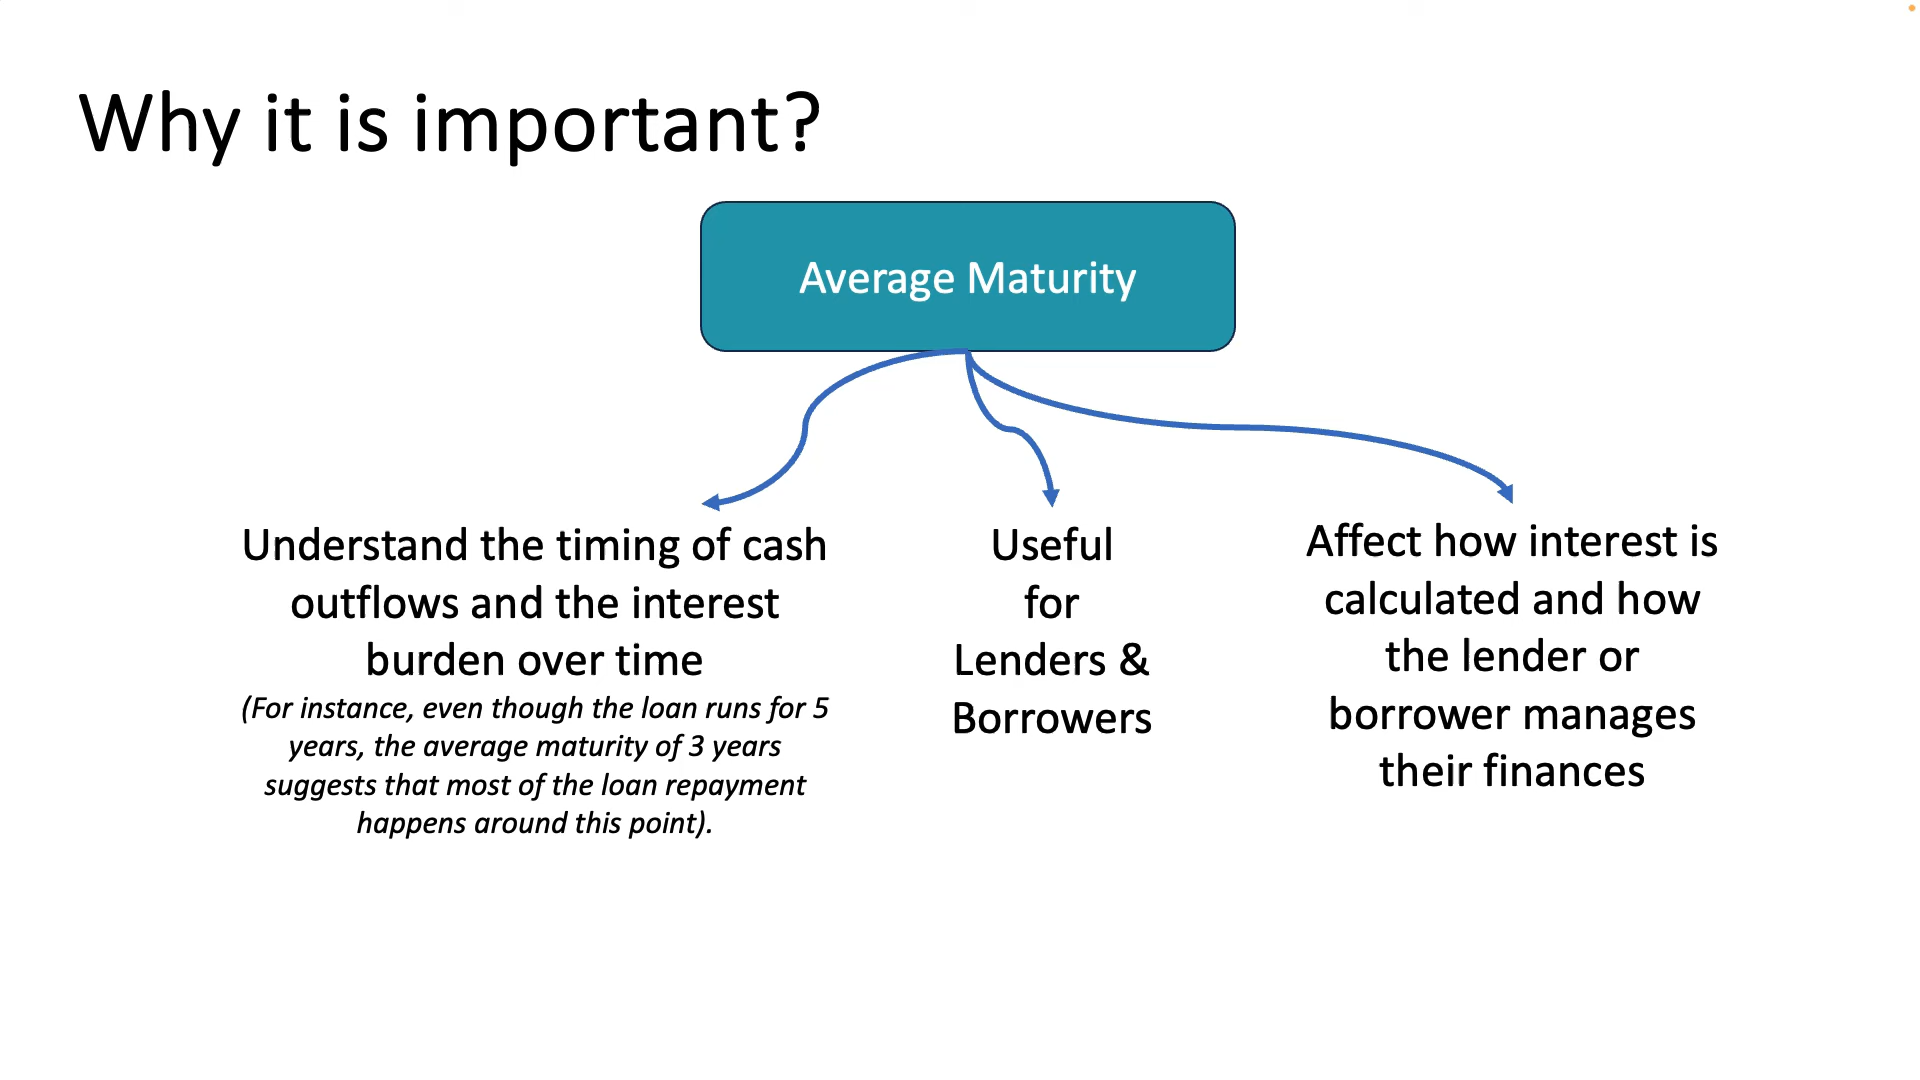 Why it is important?
Average Maturity
Understand the timing of cash
outflows and the interest
burden over time
(For instance, even though the loan runs for 5
years, the average maturity of 3 years
suggests that most of the loan repayment
happens around this point).
Useful
for
Lenders &
Borrowers
Affect how interest is
calculated and how
the lender or
borrower manages
their finances